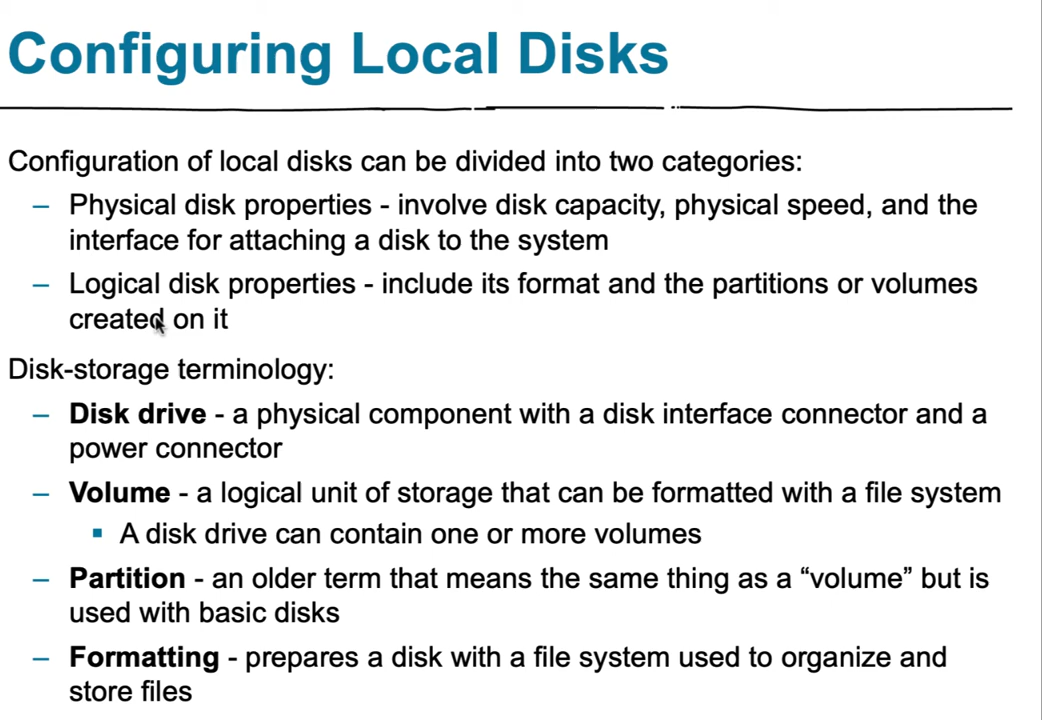 Configuring Local Disks
Configuration of local disks can be divided into two categories:
– Physical disk properties - involve disk capacity, physical speed, and the
interface for attaching a disk to the system
– Logical disk properties - include its format and the partitions or volumes
created on it
Disk-storage terminology:
– Disk drive - a physical component with a disk interface connector and a
power connector
– Volume - a logical unit of storage that can be formatted with a file system
▪ A disk drive can contain one or more volumes
– Partition - an older term that means the same thing as a “volume” but is
used with basic disks
– Formatting - prepares a disk with a file system used to organize and
store files